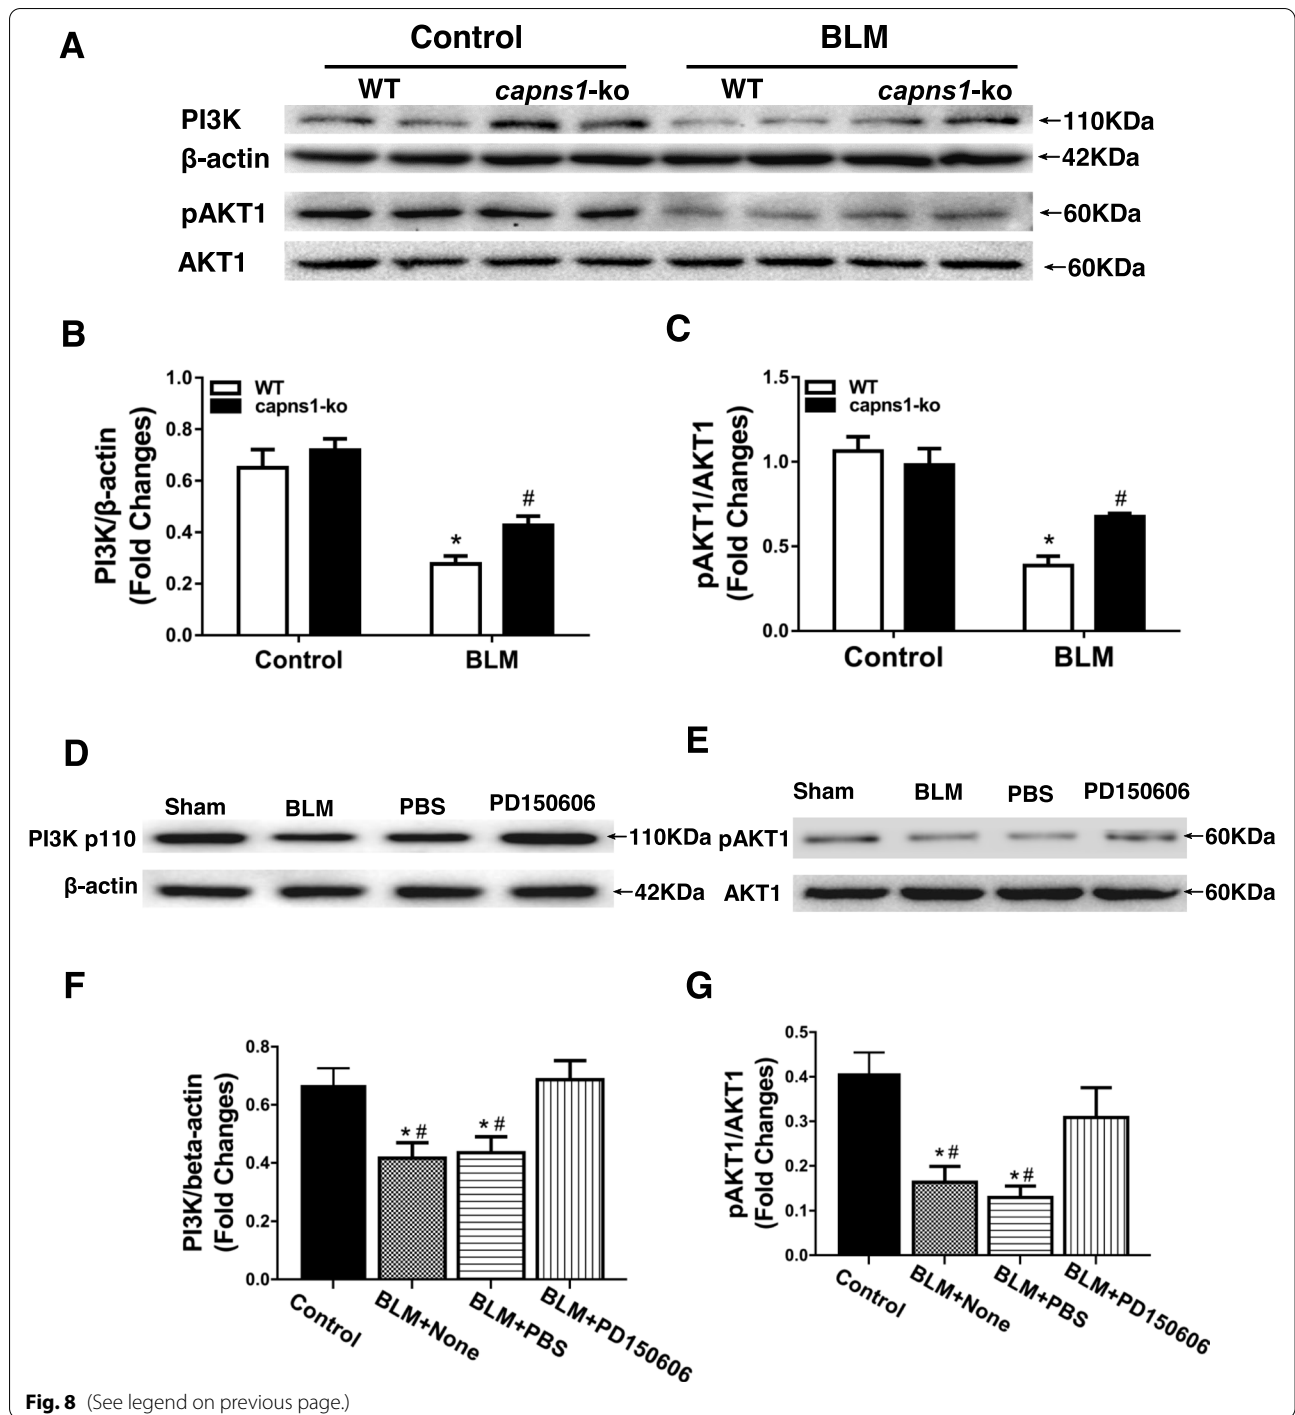 A
Control BLM
WT capns1-ko WT capns1-ko
PI3K ←110KDa
β-actin ←42KDa
pAKT1 ←60KDa
AKT1 ←60KDa
B
PI3K/β-actin
(Fold Changes)
1.0
0.8
0.6
0.4
0.2
0.0
WT
capns1-ko
*
#
Control BLM
C
pAKT1/AKT1
(Fold Changes)
1.5
1.0
0.5
0.0
WT
capns1-ko
*
#
Control BLM
D
Sham BLM PBS PD150606
PI3K p110 ←110KDa
β-actin ←42KDa
E
Sham BLM PBS PD150606
pAKT1 ←60KDa
AKT1 ←60KDa
F
PI3K/beta-actin
(Fold Changes)
0.8
0.6
0.4
0.2
0.0
*#
*#
Control
BLM+None
BLM+PBS
BLM+PD150606
G
pAKT1/AKT1
(Fold Changes)
0.5
0.4
0.3
0.2
0.1
0.0
*#
*#
Control
BLM+None
BLM+PBS
BLM+PD150606
Fig. 8 (See legend on previous page.)